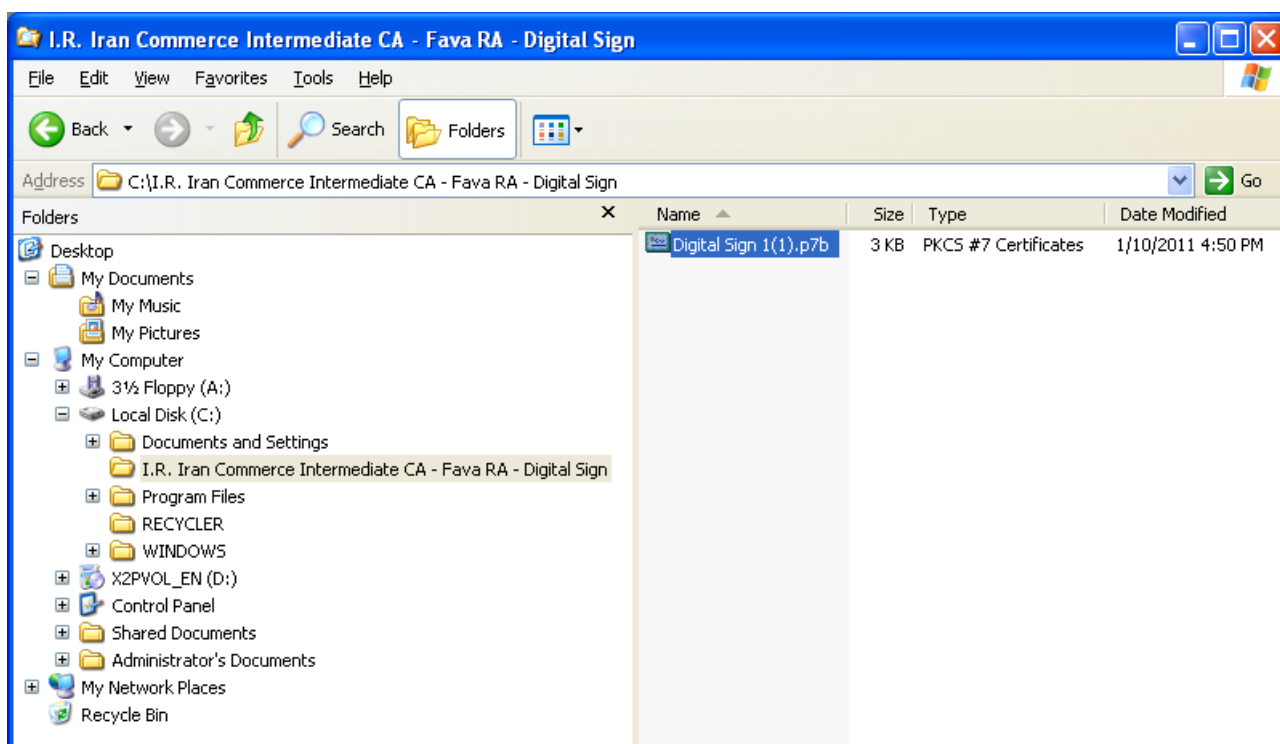 I.R. Iran Commerce Intermediate CA - Fava RA - Digital Sign
File Edit View Favorites Tools Help
Back Search Folders
Address C:\I.R. Iran Commerce Intermediate CA - Fava RA - Digital Sign Go
Folders x
Name Size Type Date Modified
Digital Sign 1(1).p7b 3 KB PKCS #7 Certificates 1/10/2011 4:50 PM
Desktop
My Documents
My Music
My Pictures
My Computer
3½ Floppy (A:)
Local Disk (C:)
Documents and Settings
I.R. Iran Commerce Intermediate CA - Fava RA - Digital Sign
Program Files
RECYCLER
WINDOWS
X2PVOL_EN (D:)
Control Panel
Shared Documents
Administrator's Documents
My Network Places
Recycle Bin